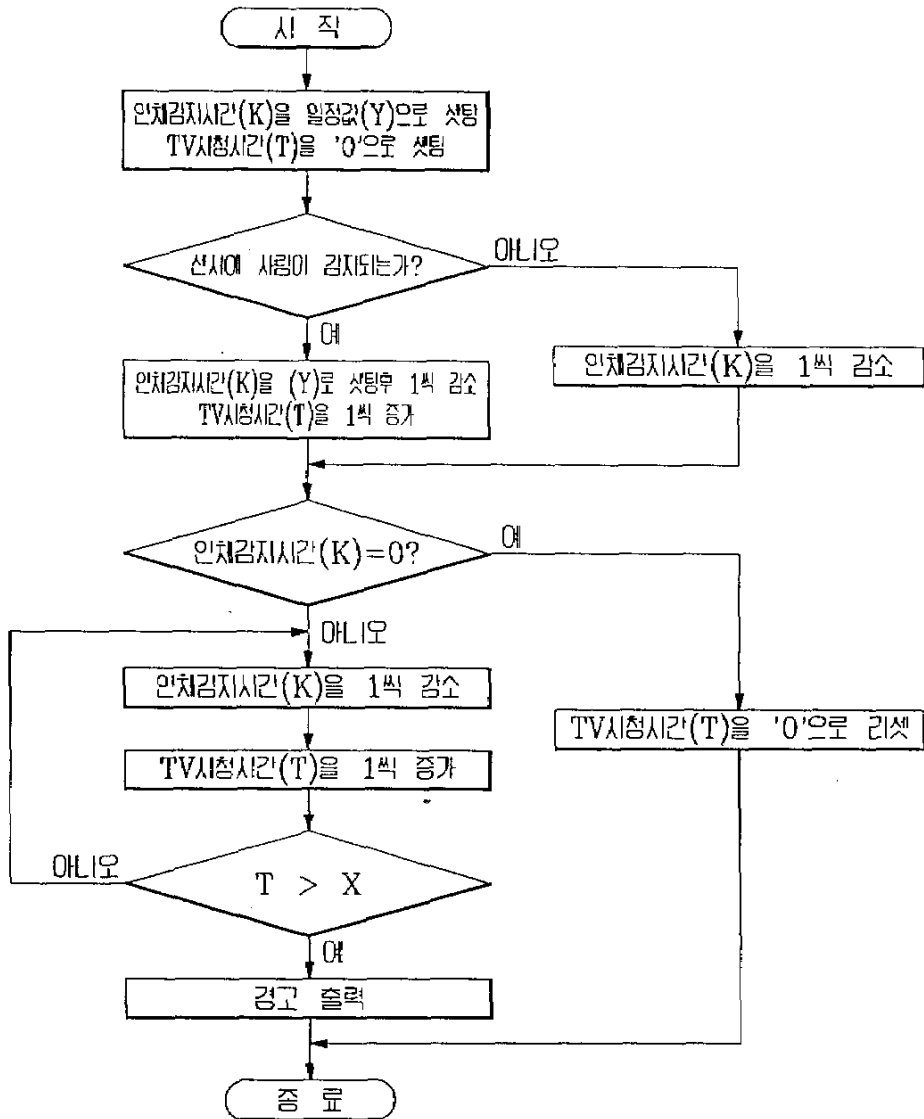 시 작
인체감지시간(K)을 일정값(Y)으로 셋팅
TV시청시간(T)을 '0'으로 셋팅
센서에 사람이 감지되는가?
아니오
예
인체감지시간(K)을 (Y)로 셋팅후 1씩 감소
TV시청시간(T)을 1씩 증가
인체감지시간(K)을 1씩 감소
인체감지시간(K)=0?
예
아니오
인체감지시간(K)을 1씩 감소
TV시청시간(T)을 '0'으로 리셋
TV시청시간(T)을 1씩 증가
아니오
T > X
예
경고 출력
종 료